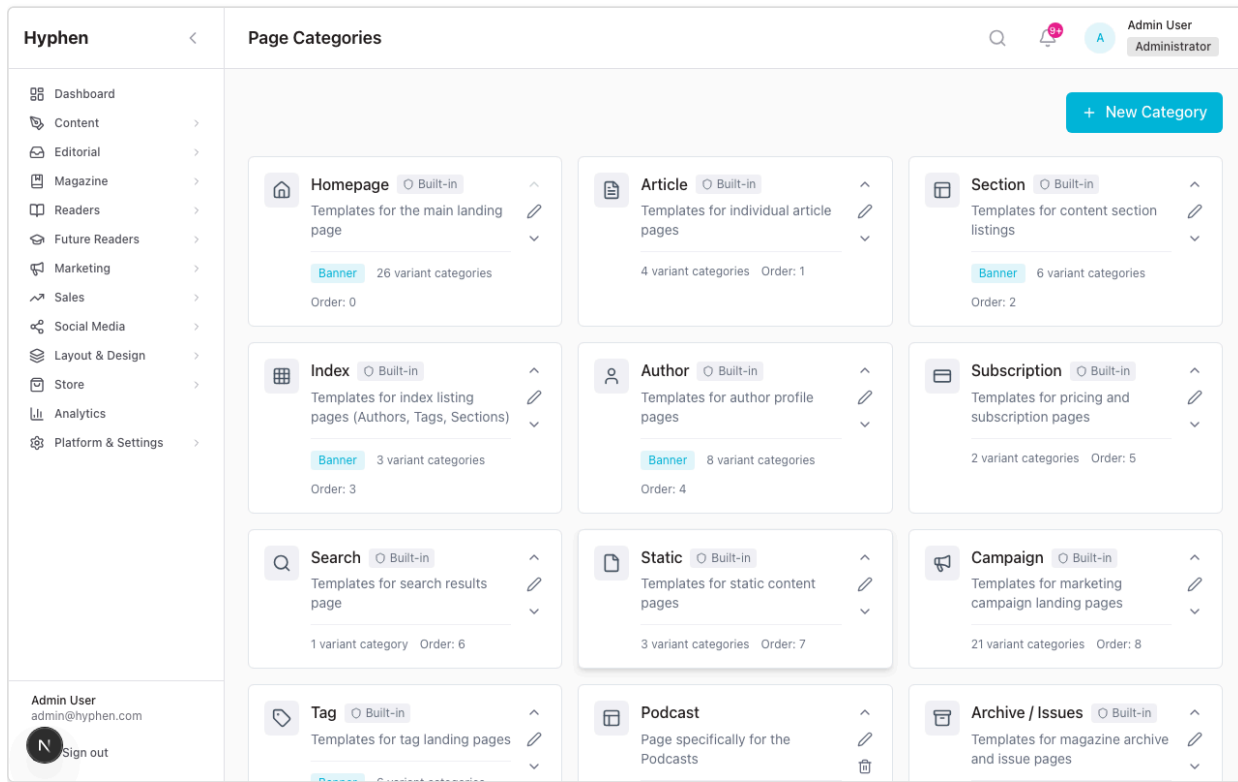 Hyphen
Page Categories
9+
A
Admin User
Administrator
Dashboard
Content
Editorial
Magazine
Readers
Future Readers
Marketing
Sales
Social Media
Layout & Design
Store
Analytics
Platform & Settings
Admin User
admin@hyphen.com
N
Sign out
+ New Category
Homepage Built-in
Templates for the main landing
page
Banner 26 variant categories
Order: 0
Article Built-in
Templates for individual article
pages
4 variant categories Order: 1
Section Built-in
Templates for content section
listings
Banner 6 variant categories
Order: 2
Index Built-in
Templates for index listing
pages (Authors, Tags, Sections)
Banner 3 variant categories
Order: 3
Author Built-in
Templates for author profile
pages
Banner 8 variant categories
Order: 4
Subscription Built-in
Templates for pricing and
subscription pages
2 variant categories Order: 5
Search Built-in
Templates for search results
page
1 variant category Order: 6
Static Built-in
Templates for static content
pages
3 variant categories Order: 7
Campaign Built-in
Templates for marketing
campaign landing pages
21 variant categories Order: 8
Tag Built-in
Templates for tag landing pages
Banner 6 variant categories
Podcast
Page specifically for the
Podcasts
Archive / Issues Built-in
Templates for magazine archive
and issue pages